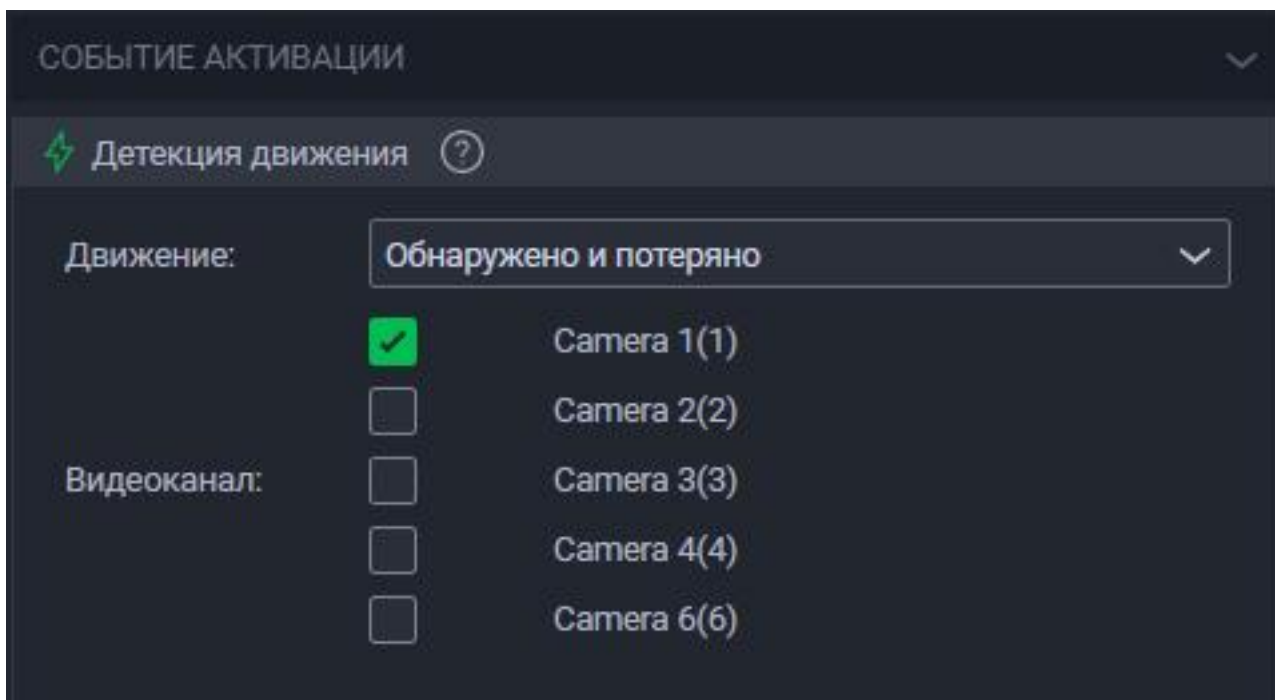 СОБЫТИЕ АКТИВАЦИИ
Детекция движения ?
Движение: Обнаружено и потеряно
Camera 1(1)
Camera 2(2)
Видеоканал: Camera 3(3)
Camera 4(4)
Camera 6(6)